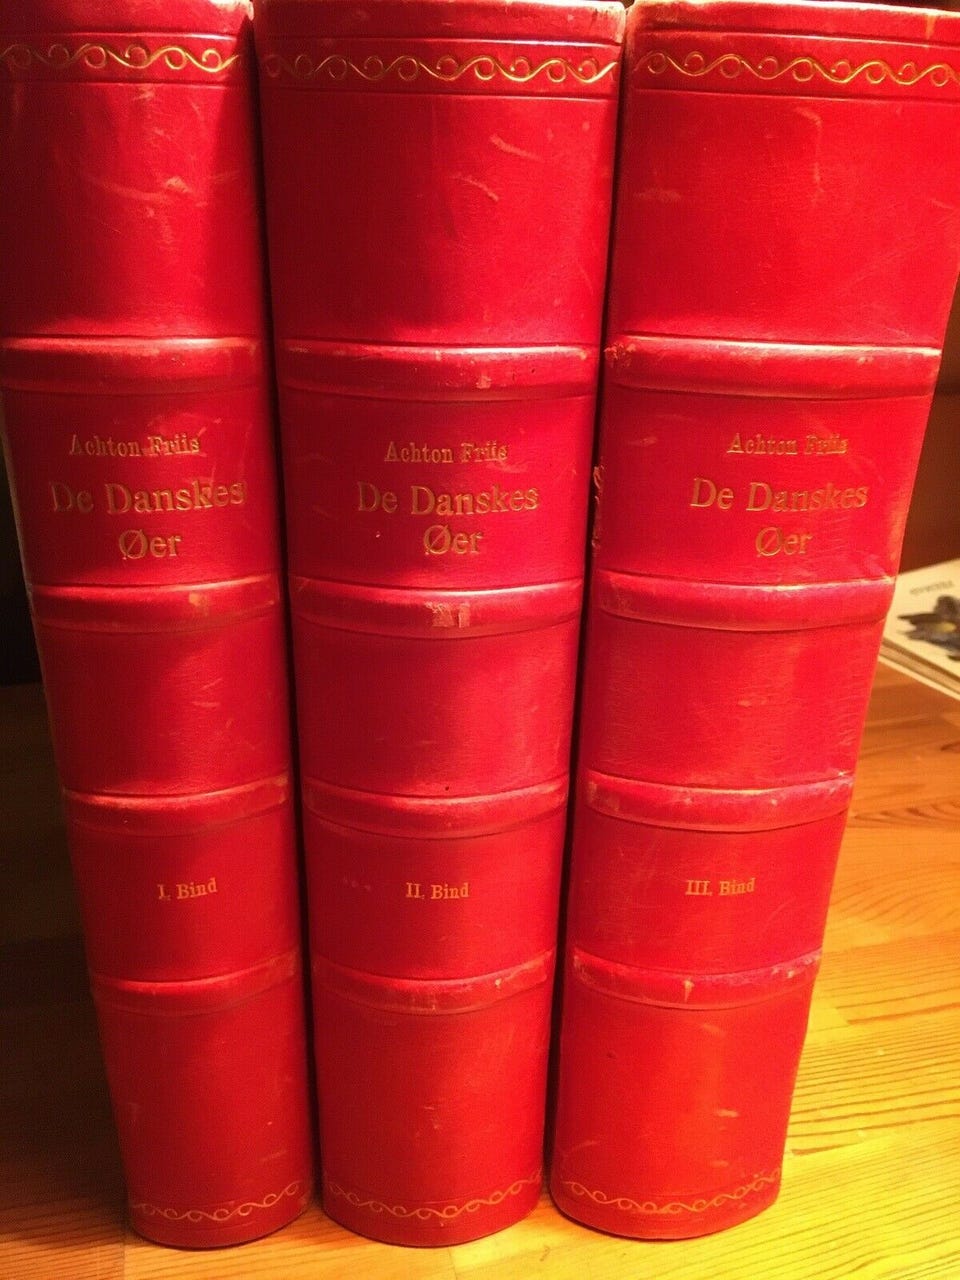 Achton Friis
De Danskes
Øer
I. Bind
Achton Friis
De Danskes
Øer
II. Bind
Achton Friis
De Danskes
Øer
III. Bind